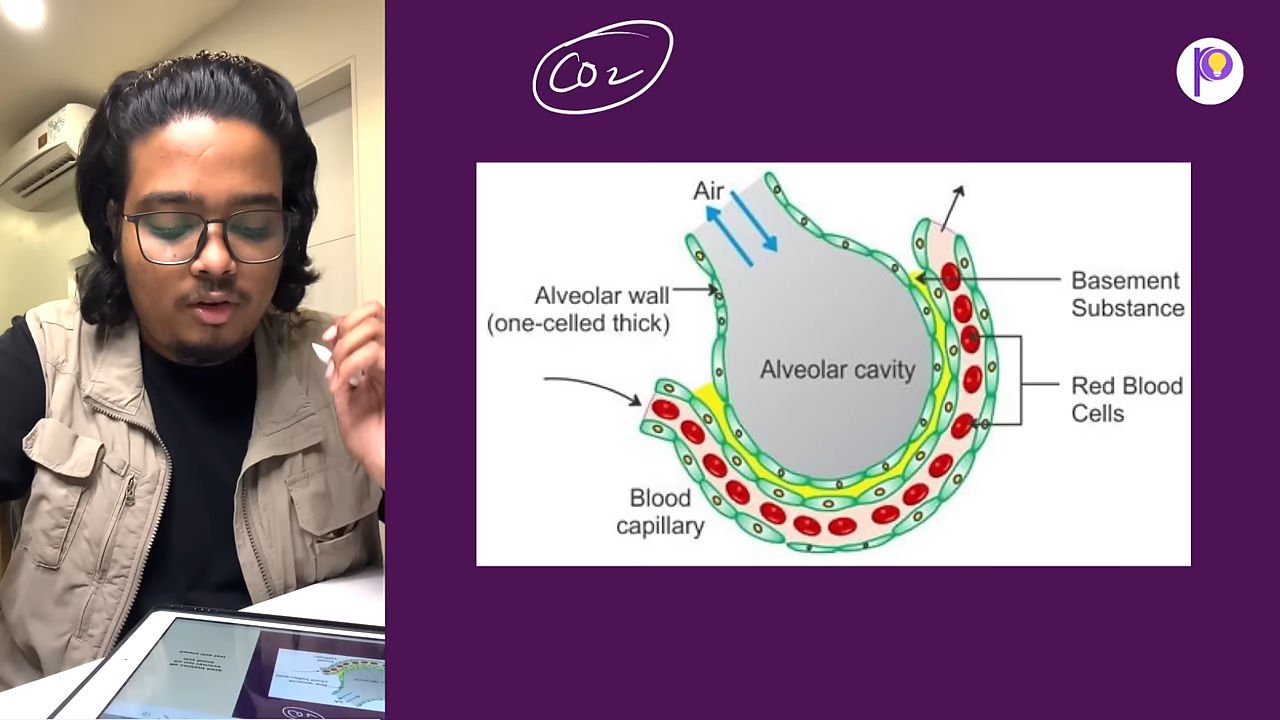 CO2
Air
Alveolar wall
(one-celled thick)
Alveolar cavity
Basement
Substance
Red Blood
Cells
Blood
capillary